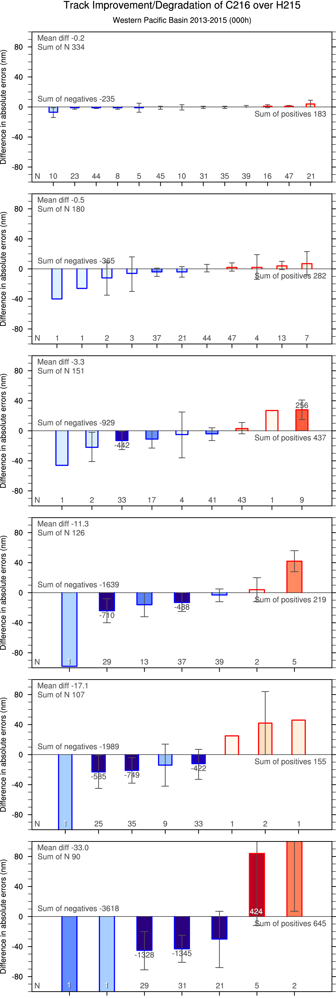 Track Improvement/Degradation of C216 over H215
Western Pacific Basin 2013-2015 (000h)
Difference in absolute errors (nm)
Mean diff -0.2
Sum of N 334
80
40
Sum of negatives -235
0
Sum of positives 183
-40
-80
N 10 23 44 8 5 45 10 31 35 39 16 47 21
Difference in absolute errors (nm)
Mean diff -0.5
Sum of N 180
80
40
Sum of negatives -365
0
Sum of positives 282
-40
-80
N 1 1 2 3 37 21 44 47 4 13 7
Difference in absolute errors (nm)
Mean diff -3.3
Sum of N 151
80
40
256
Sum of negatives -929
0
Sum of positives 437
-442
-40
-80
N 1 2 33 17 4 41 43 1 9
Difference in absolute errors (nm)
Mean diff -11.3
Sum of N 126
80
40
Sum of negatives -1639
0
Sum of positives 219
-488
-710
-40
-80
N 1 29 13 37 39 2 5
Difference in absolute errors (nm)
Mean diff -17.1
Sum of N 107
80
40
Sum of negatives -1989
0
Sum of positives 155
-422
-585 -749
-40
-80
N 1 25 35 9 33 1 2 1
Difference in absolute errors (nm)
Mean diff -33.0
Sum of N 90
80
40
Sum of negatives -3618
424
0
Sum of positives 645
-40
-1328 -1345
-80
N 1 1 29 31 21 5 2